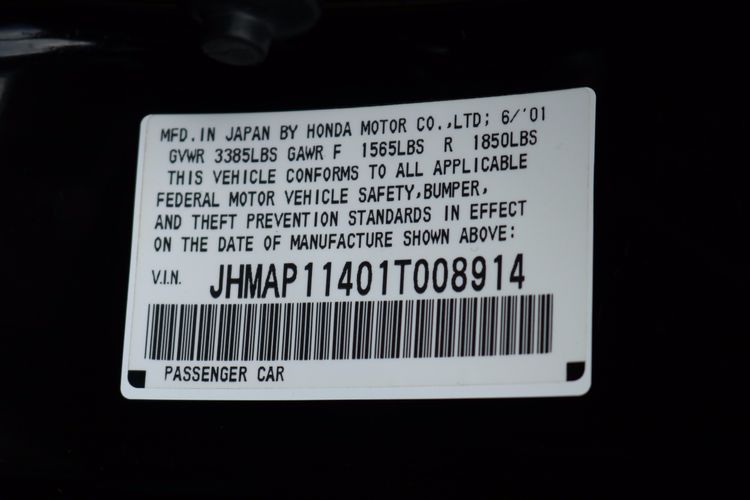 MFD.IN JAPAN BY HONDA MOTOR CO.,LTD; 6/'01
GVWR 3385LBS GAWR F 1565LBS R 1850LBS
THIS VEHICLE CONFORMS TO ALL APPLICABLE
FEDERAL MOTOR VEHICLE SAFETY,BUMPER,
AND THEFT PREVENTION STANDARDS IN EFFECT
ON THE DATE OF MANUFACTURE SHOWN ABOVE:
V.I.N. JHMAP11401T008914
PASSENGER CAR